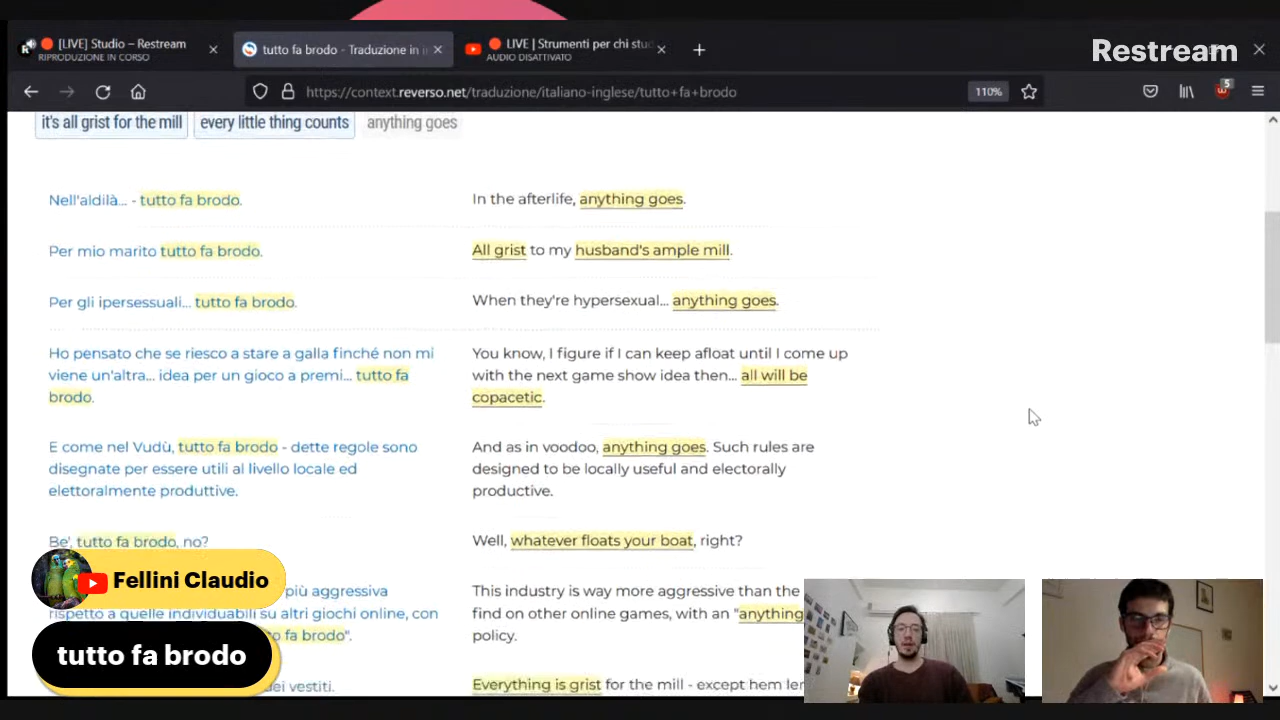 [LIVE] Studio – Restream
RIPRODUZIONE IN CORSO
tutto fa brodo - Traduzione in i
LIVE | Strumenti per chi stud
AUDIO DISATTIVATO
Restream
https://context.reverso.net/traduzione/italiano-inglese/tutto+fa+brodo
110%
5
it's all grist for the mill
every little thing counts
anything goes
Nell'aldilà... - tutto fa brodo.
In the afterlife, anything goes.
Per mio marito tutto fa brodo.
All grist to my husband's ample mill.
Per gli ipersessuali... tutto fa brodo.
When they're hypersexual... anything goes.
Ho pensato che se riesco a stare a galla finché non mi
viene un'altra... idea per un gioco a premi... tutto fa
brodo.
You know, I figure if I can keep afloat until I come up
with the next game show idea then... all will be
copacetic.
E come nel Vudù, tutto fa brodo - dette regole sono
disegnate per essere utili al livello locale ed
elettoralmente produttive.
And as in voodoo, anything goes. Such rules are
designed to be locally useful and electorally
productive.
Be', tutto fa brodo, no?
Well, whatever floats your boat, right?
più aggressiva
rispetto a quelle individuabili su altri giochi online, con
fa brodo".
This industry is way more aggressive than the
find on other online games, with an "anything
policy.
dei vestiti.
Everything is grist for the mill - except hem
Fellini Claudio
tutto fa brodo